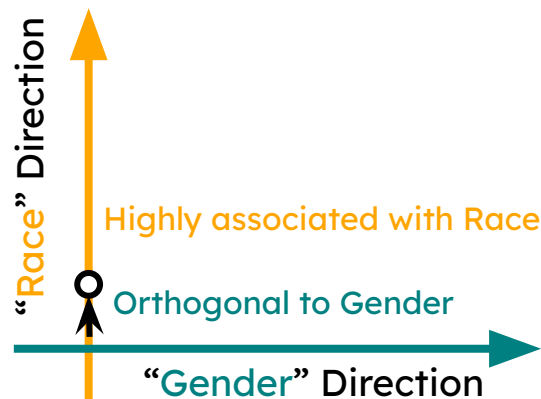 “Race” Direction
Highly associated with Race
Orthogonal to Gender
“Gender” Direction